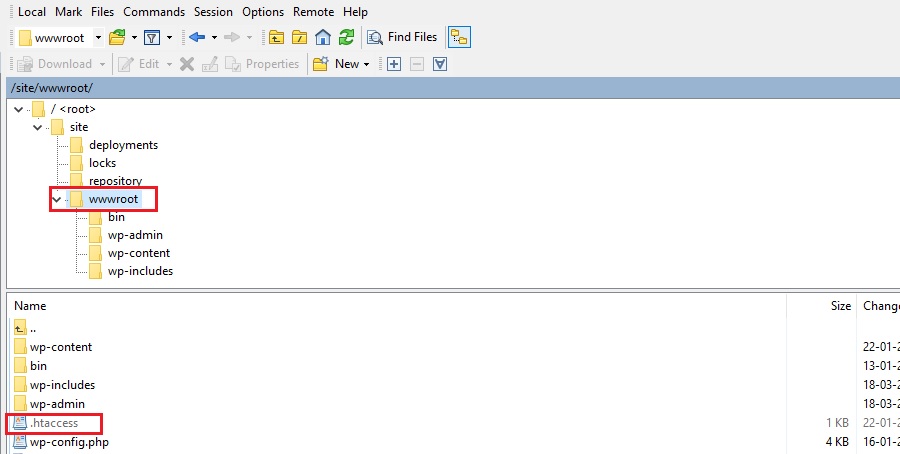 Local Mark Files Commands Session Options Remote Help
wwwroot Find Files
Download Edit Properties New
/site/wwwroot/
/ <root>
site
deployments
locks
repository
wwwroot
bin
wp-admin
wp-content
wp-includes
Name Size Change
..
wp-content 22-01-2
bin 13-01-2
wp-includes 18-03-2
wp-admin 18-03-2
.htaccess 1 KB 22-01-2
wp-config.php 4 KB 16-01-2